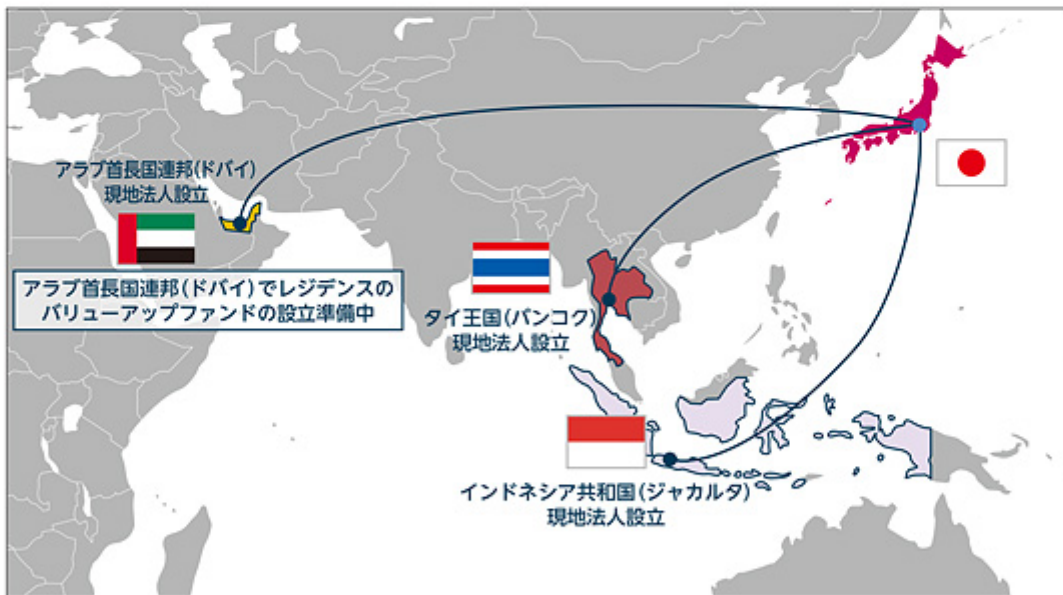 アラブ首長国連邦(ドバイ)
現地法人設立
アラブ首長国連邦(ドバイ)でレジデンスの
バリューアップファンドの設立準備中
タイ王国(バンコク)
現地法人設立
インドネシア共和国(ジャカルタ)
現地法人設立